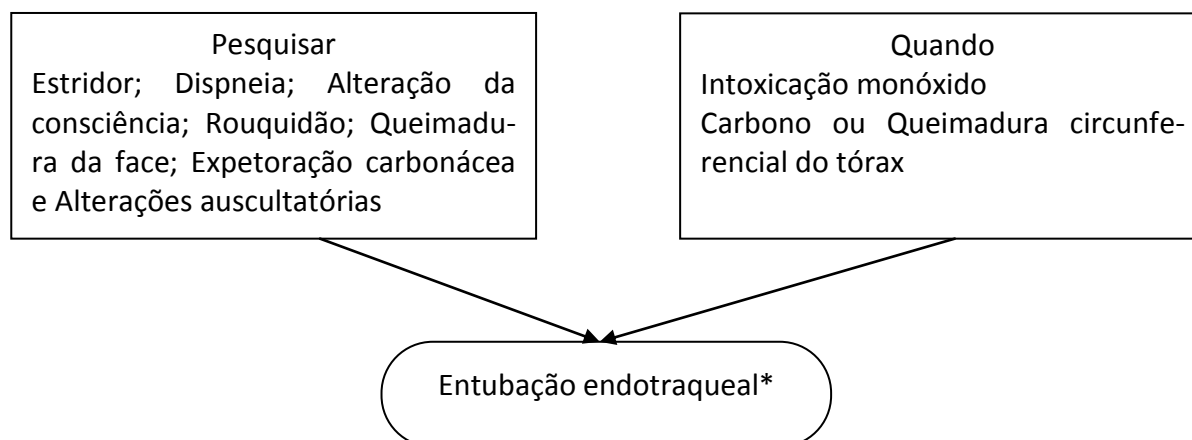 Pesquisar
Estridor; Dispneia; Alteração da
consciência; Rouquidão; Queimadu-
ra da face; Expetoração carbonácea
e Alterações auscultatórias
Quando
Intoxicação monóxido
Carbono ou Queimadura circunfe-
rencial do tórax
Entubação endotraqueal*